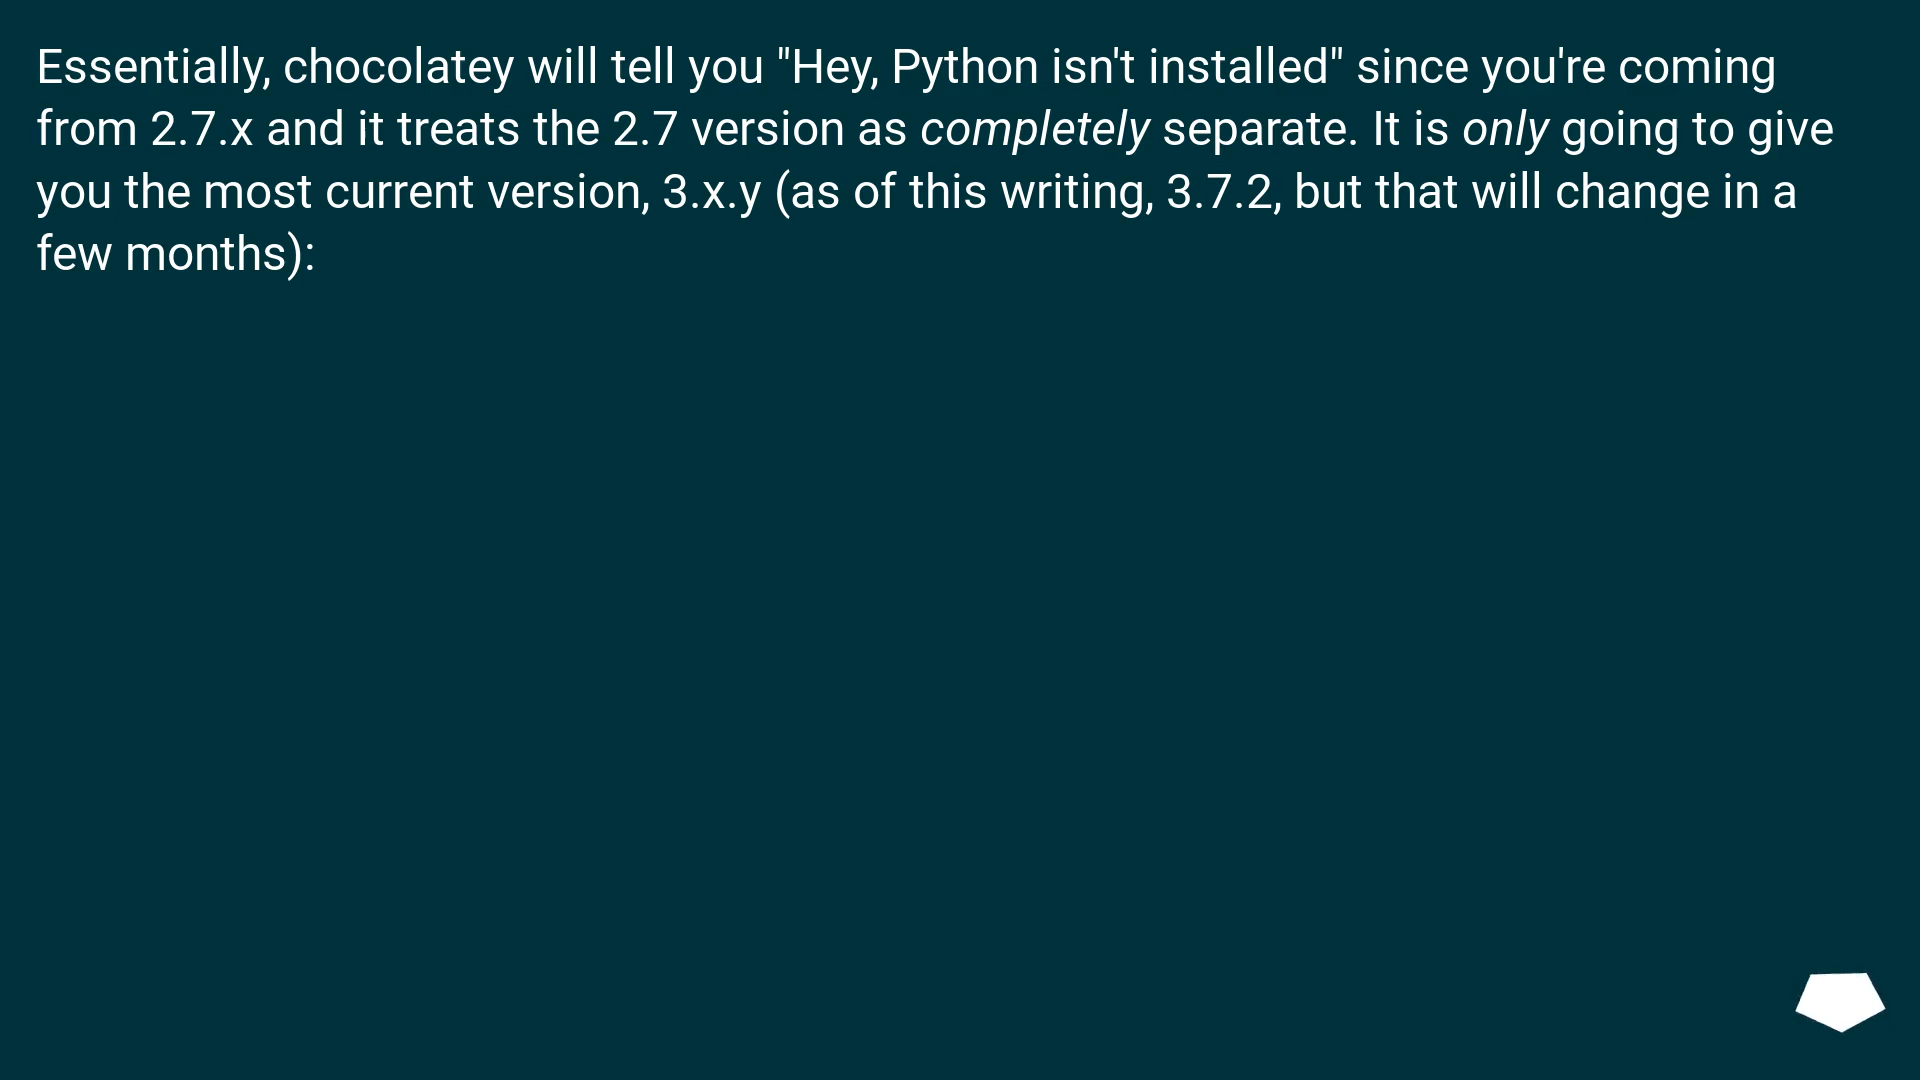 Essentially, chocolatey will tell you "Hey, Python isn't installed" since you're coming
from 2.7.x and it treats the 2.7 version as completely separate. It is only going to give
you the most current version, 3.x.y (as of this writing, 3.7.2, but that will change in a
few months):